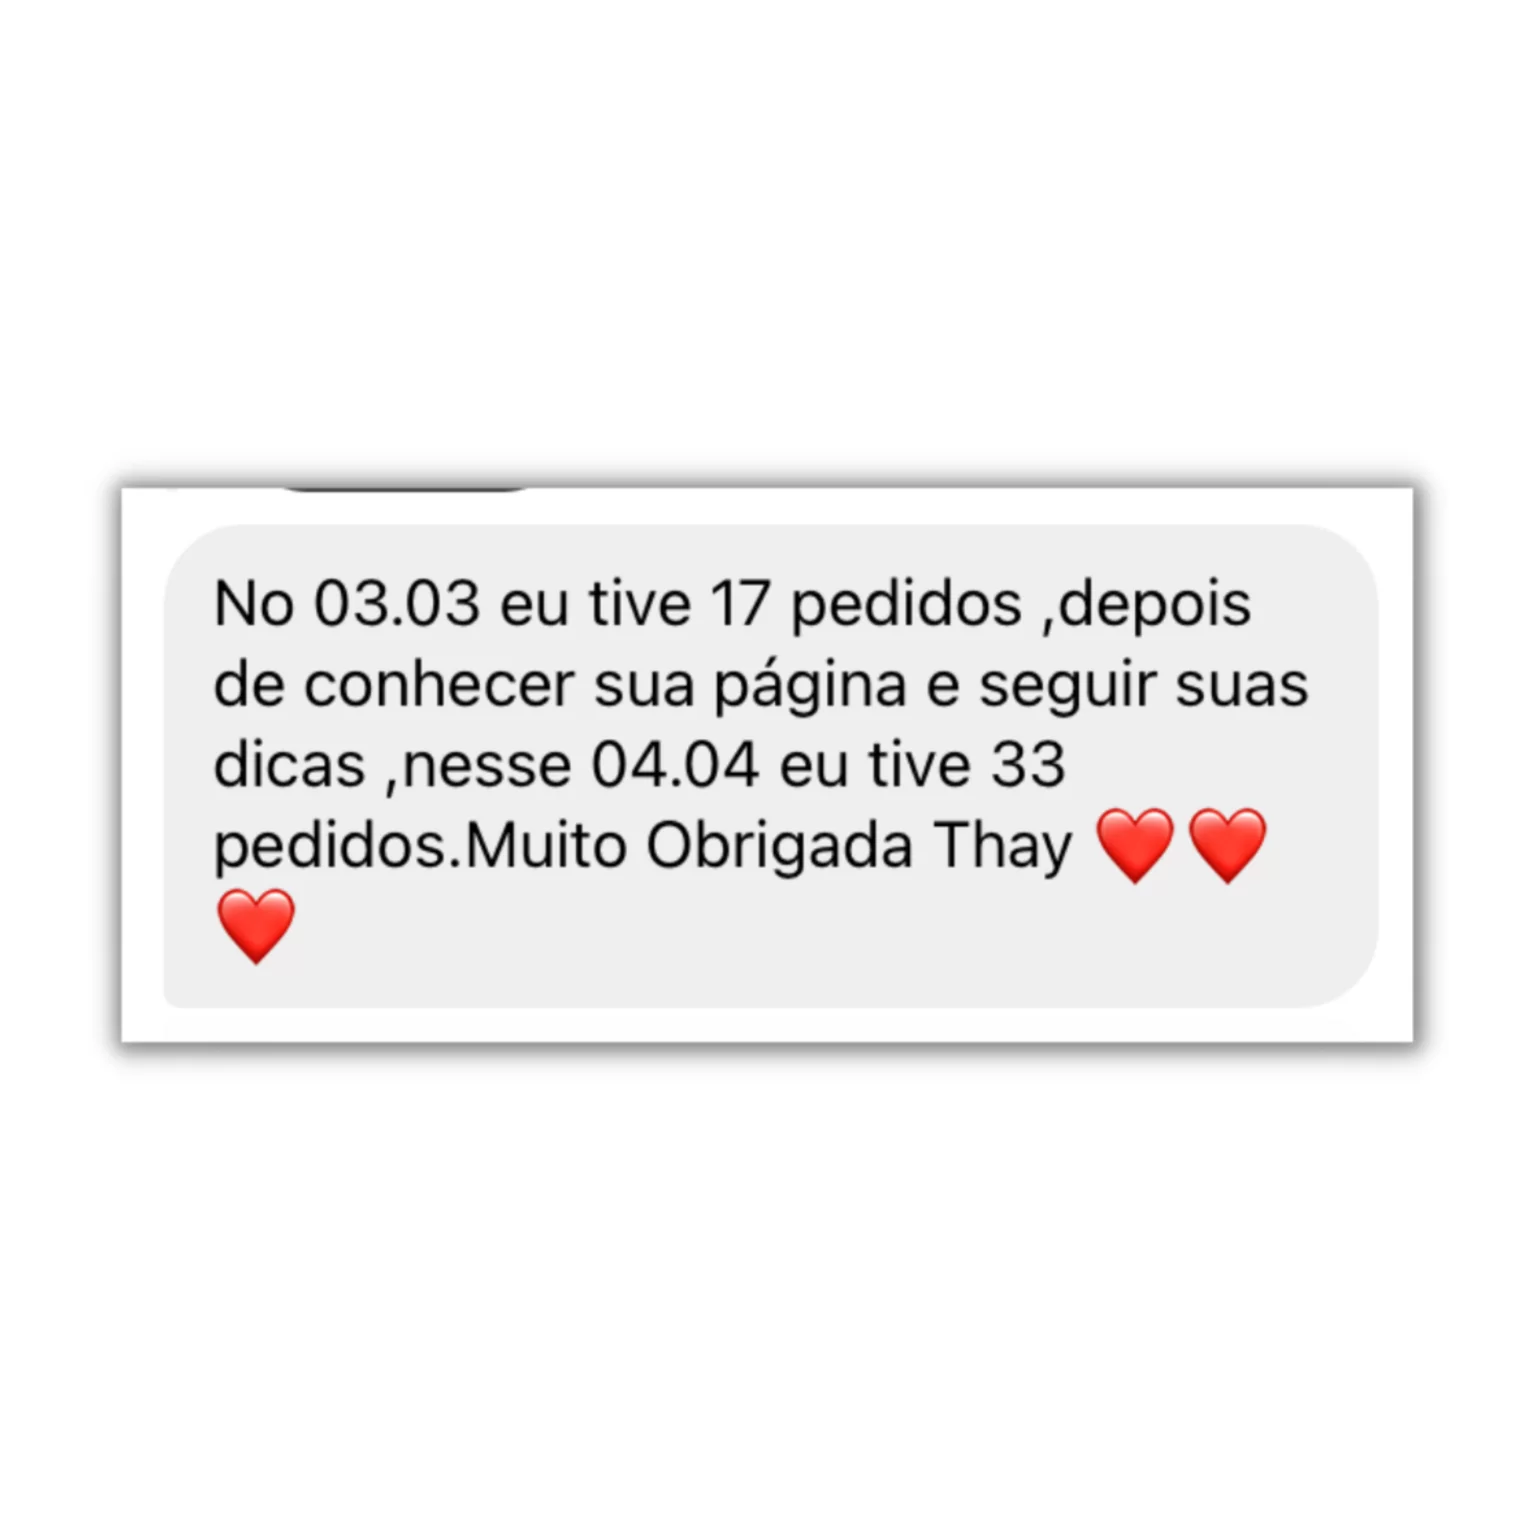 No 03.03 eu tive 17 pedidos ,depois
de conhecer sua página e seguir suas
dicas ,nesse 04.04 eu tive 33
pedidos.Muito Obrigada Thay ❤️❤️
❤️